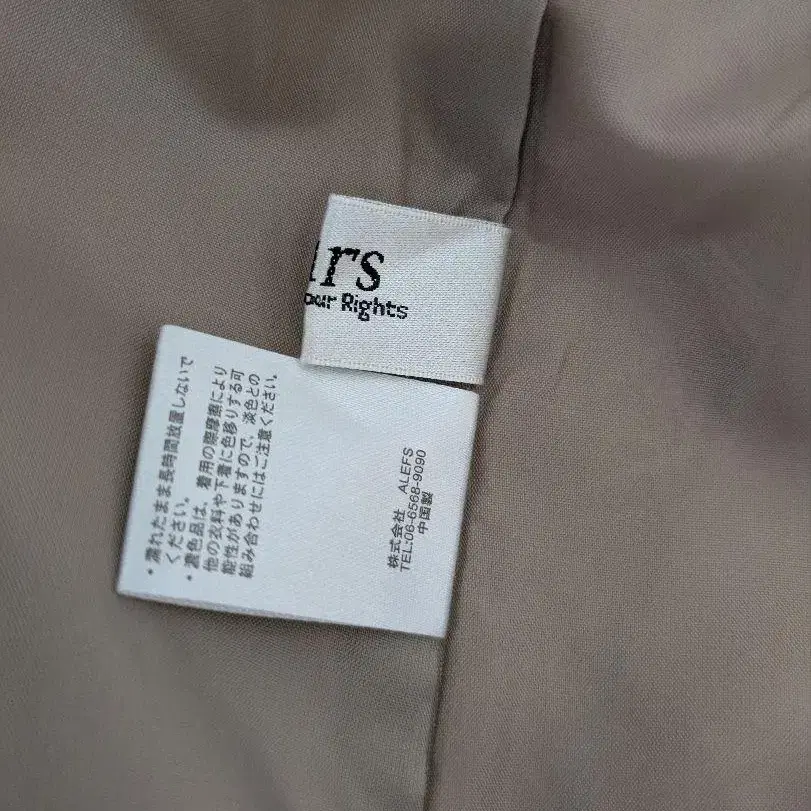 rs
our Rights
・濡れたまま長時間放置しないで
ください。
・濃色品は、着用の際摩擦により
他の衣料や下着に色移りする可
能性がありますので、淡色との
組み合わせにはご注意ください。
株式会社 ALEFS
TEL:06-6568-9090
中国製